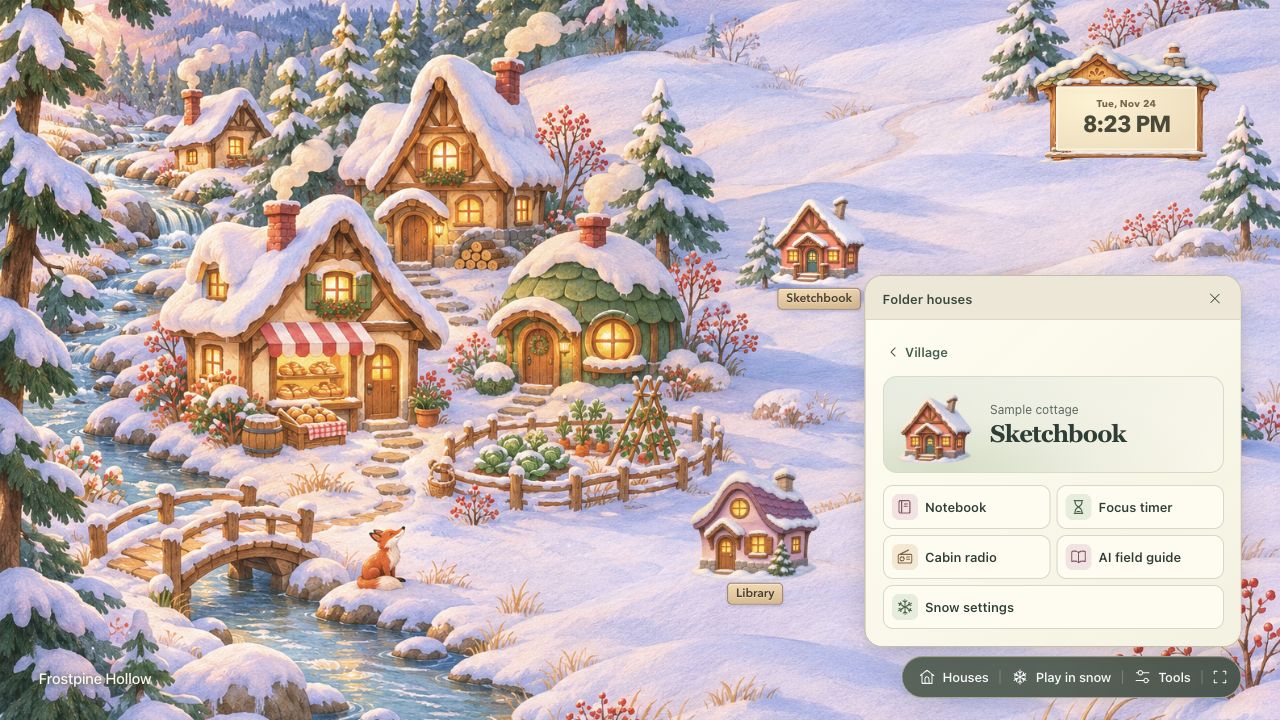 Tue, Nov 24
8:23 PM
Sketchbook
Folder houses
Village
Sample cottage
Sketchbook
Notebook
Focus timer
Cabin radio
AI field guide
Snow settings
Library
Frostpine Hollow
Houses
Play in snow
Tools